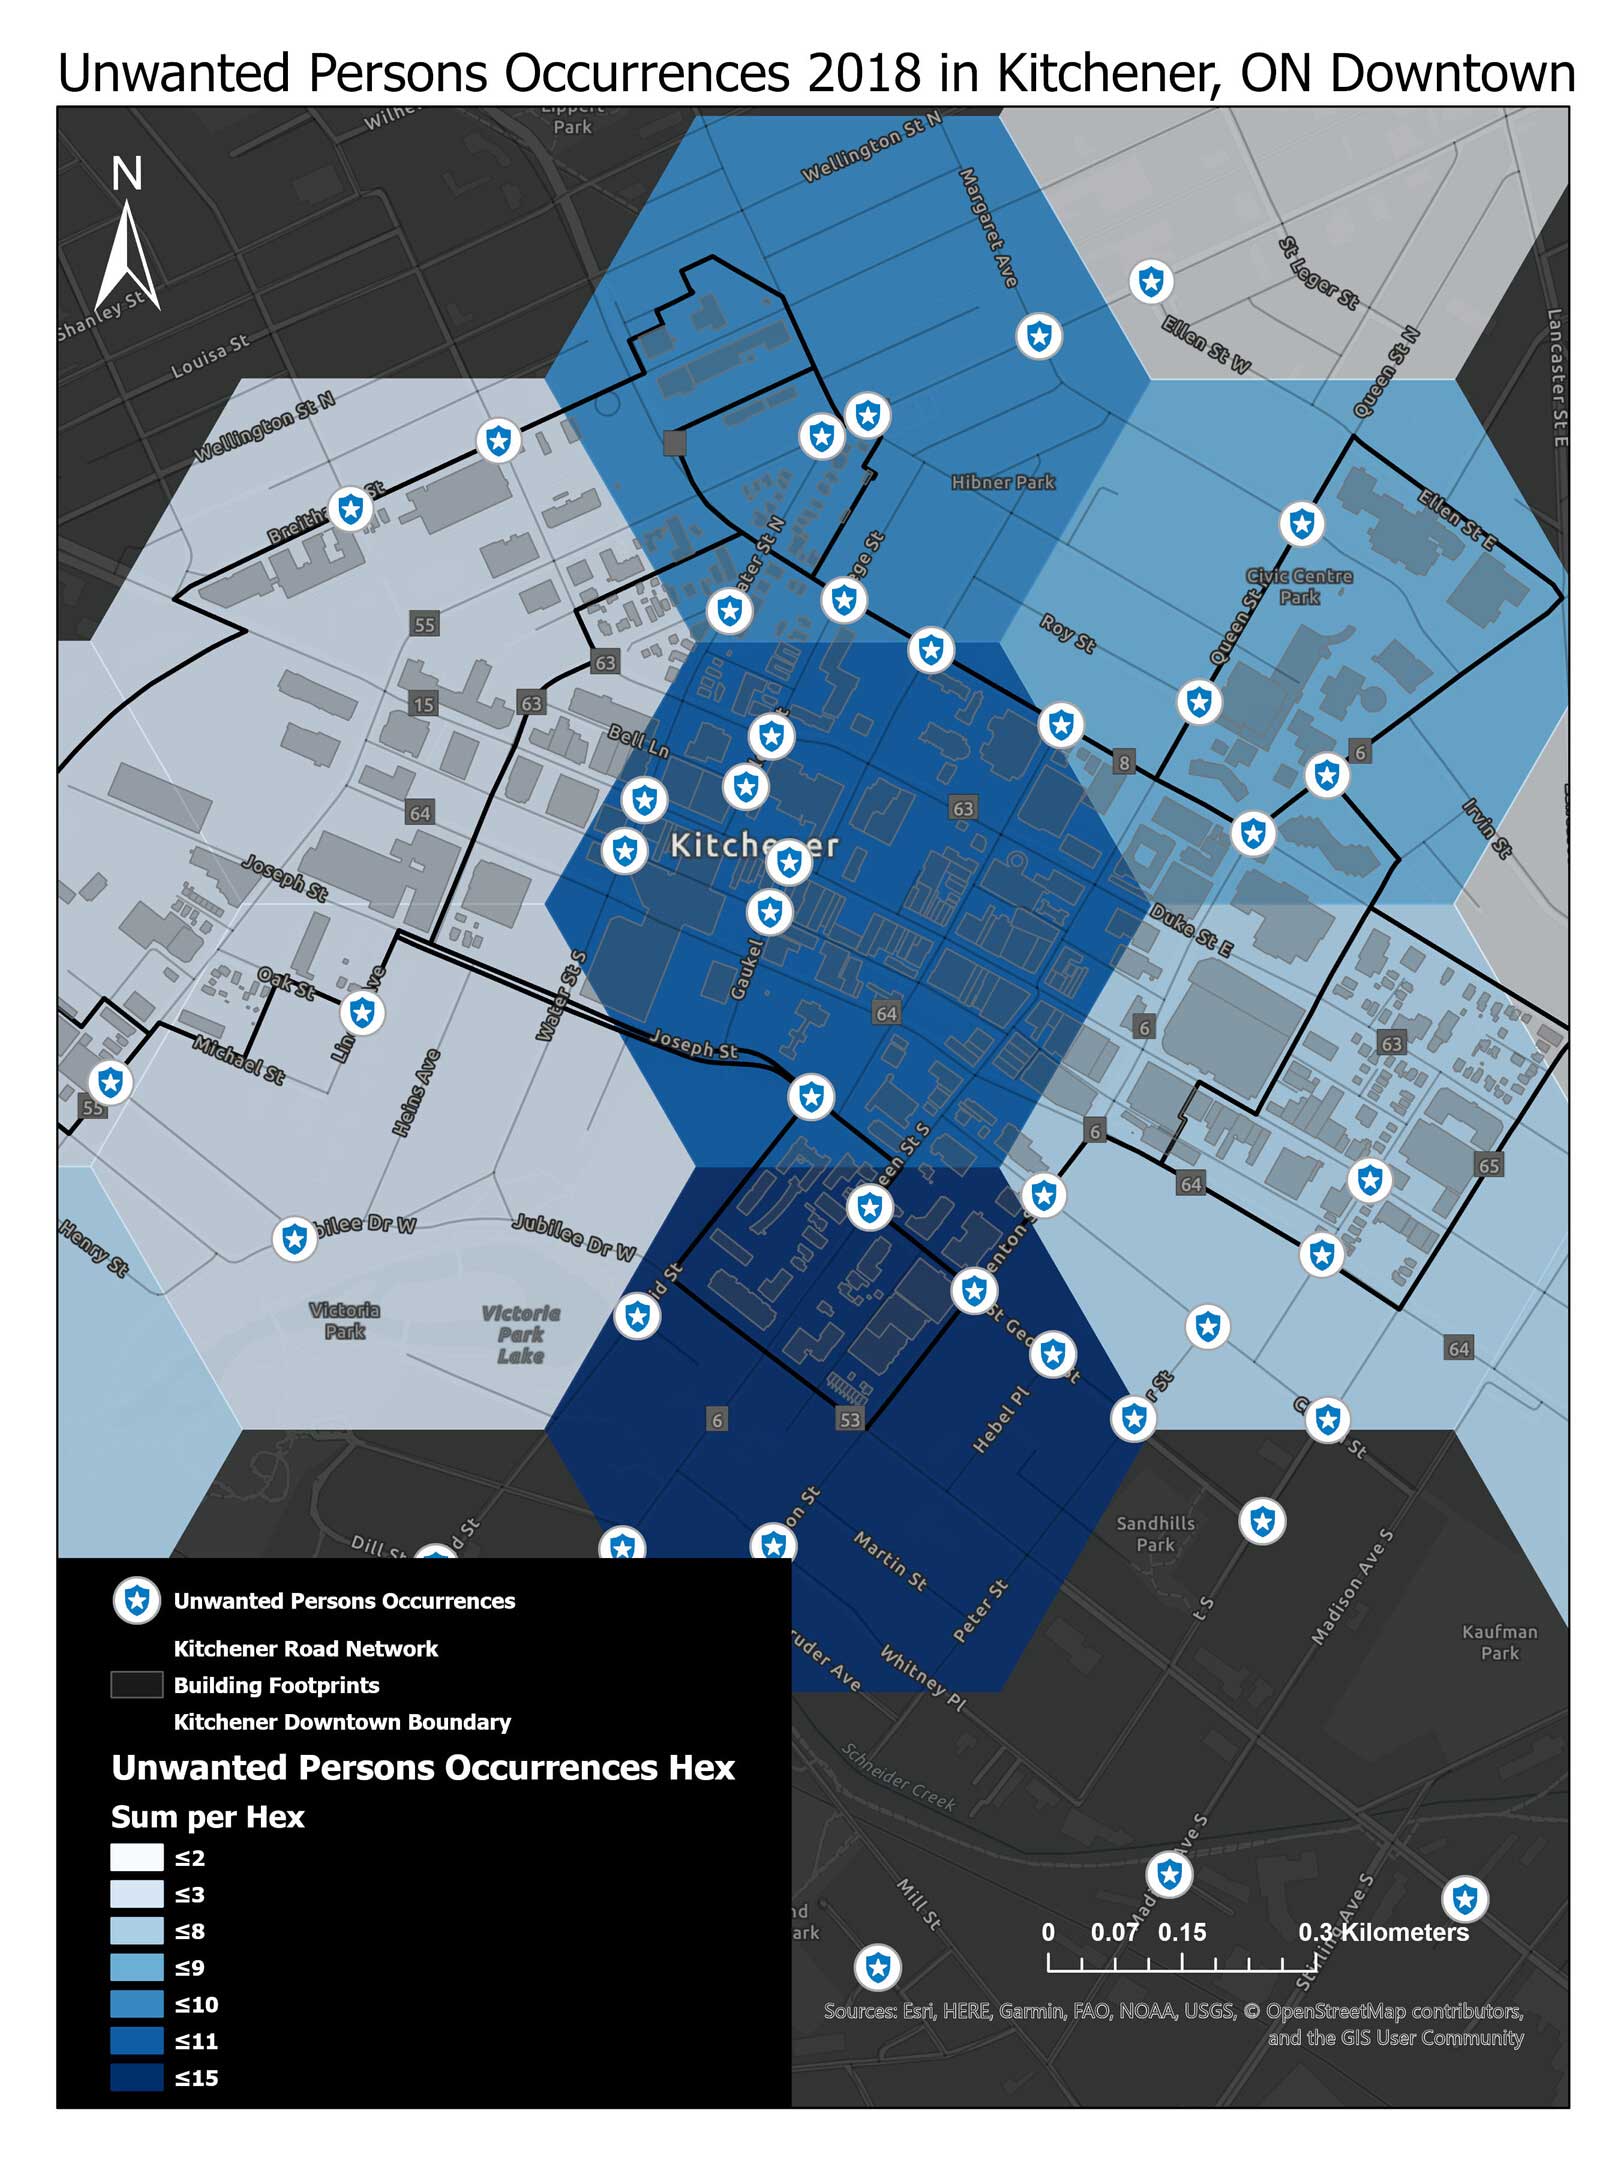 Unwanted Persons Occurrences 2018 in Kitchener, ON Downtown
Park
Wellington St N
N
Margaret Ave
St Leger St
Shanley St
Louisa St
Ellen St W
Queen St N
Lancaster St E
Wellington St N
Hibner Park
Ellen St E
St
Civic Centre
Park
55
Roy St
Queen St
63
15
63
Bell Ln
8
6
64
63
Irvin St
Kitchener
Joseph St
Duke St E
Gaukel
Oak St
Water St S
64
6
63
Michael St
Joseph St
Heins Ave
55
6
65
64
Henry St
Dr W
Jubilee Dr W
Victoria
Park
Victoria
Park
Lake
64
6
53
Hebel Pl
St
Martin St
Sandhills
Park
Dill St
St
Peter St
Madison Ave S
Kaufman
Park
Whitney Pl
Unwanted Persons Occurrences
Kitchener Road Network
Building Footprints
Kitchener Downtown Boundary
Unwanted Persons Occurrences Hex
Sum per Hex
≤2
≤3
≤8
≤9
≤10
≤11
≤15
Schneider Creek
Ave S
Mill St
Stirling Ave S
0 0.07 0.15 0.3 Kilometers
Sources: Esri, HERE, Garmin, FAO, NOAA, USGS, © OpenStreetMap contributors,
and the GIS User Community